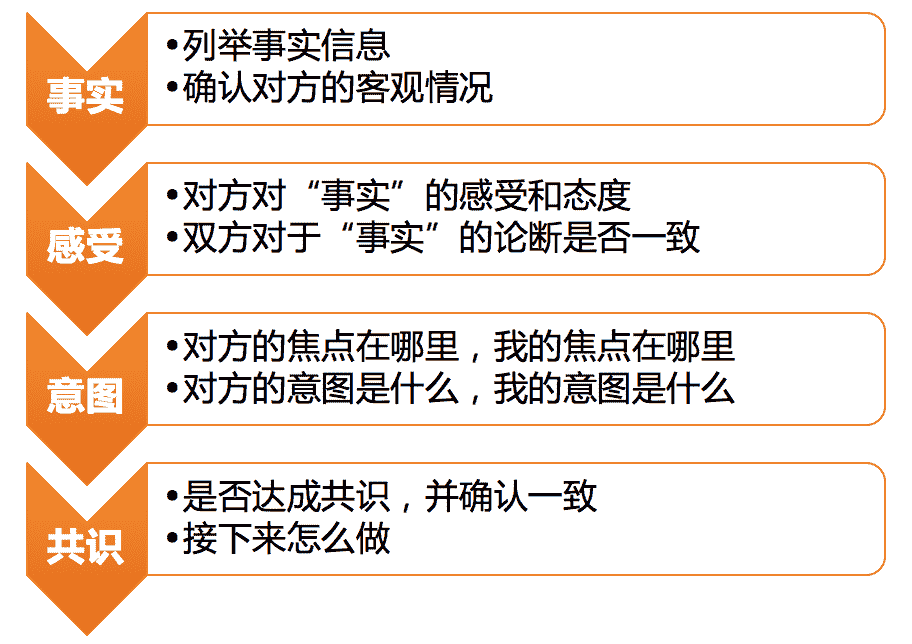 事实
•列举事实信息
•确认对方的客观情况
感受
•对方对“事实”的感受和态度
•双方对于“事实”的论断是否一致
意图
•对方的焦点在哪里，我的焦点在哪里
•对方的意图是什么，我的意图是什么
共识
•是否达成共识，并确认一致
•接下来怎么做